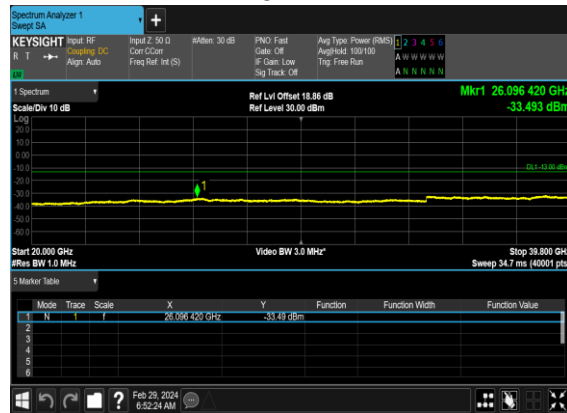 Spectrum Analyzer 1
Swept SA
+
KEYSIGHT Input: RF Input Z: 50 Ω #Atten: 30 dB PNO: Fast Avg Type: Power (RMS) 1 2 3 4 5 6
R T Coupling: DC Corr CCorr Gate: Off Avg|Hold: 100/100 A W W W W W
Align: Auto Freq Ref: Int (S) IF Gain: Low Trig: Free Run
Sig Track: Off A N N N N N
1 Spectrum Ref Lvl Offset 18.86 dB Mkr1 26.096 420 GHz
Scale/Div 10 dB Ref Level 30.00 dBm -33.493 dBm
Log
20.0
10.0
0.00
-10.0 DL1 -13.00 dBm
-20.0
-30.0 1
-40.0
-50.0
-60.0
Start 20.000 GHz Video BW 3.0 MHz* Stop 39.800 GHz
#Res BW 1.0 MHz Sweep 34.7 ms (40001 pts)
5 Marker Table
Mode Trace Scale X Y Function Function Width Function Value
1 N 1 f 26.096 420 GHz -33.49 dBm
2
3
4
5
6
? Feb 29, 2024
6:52:24 AM